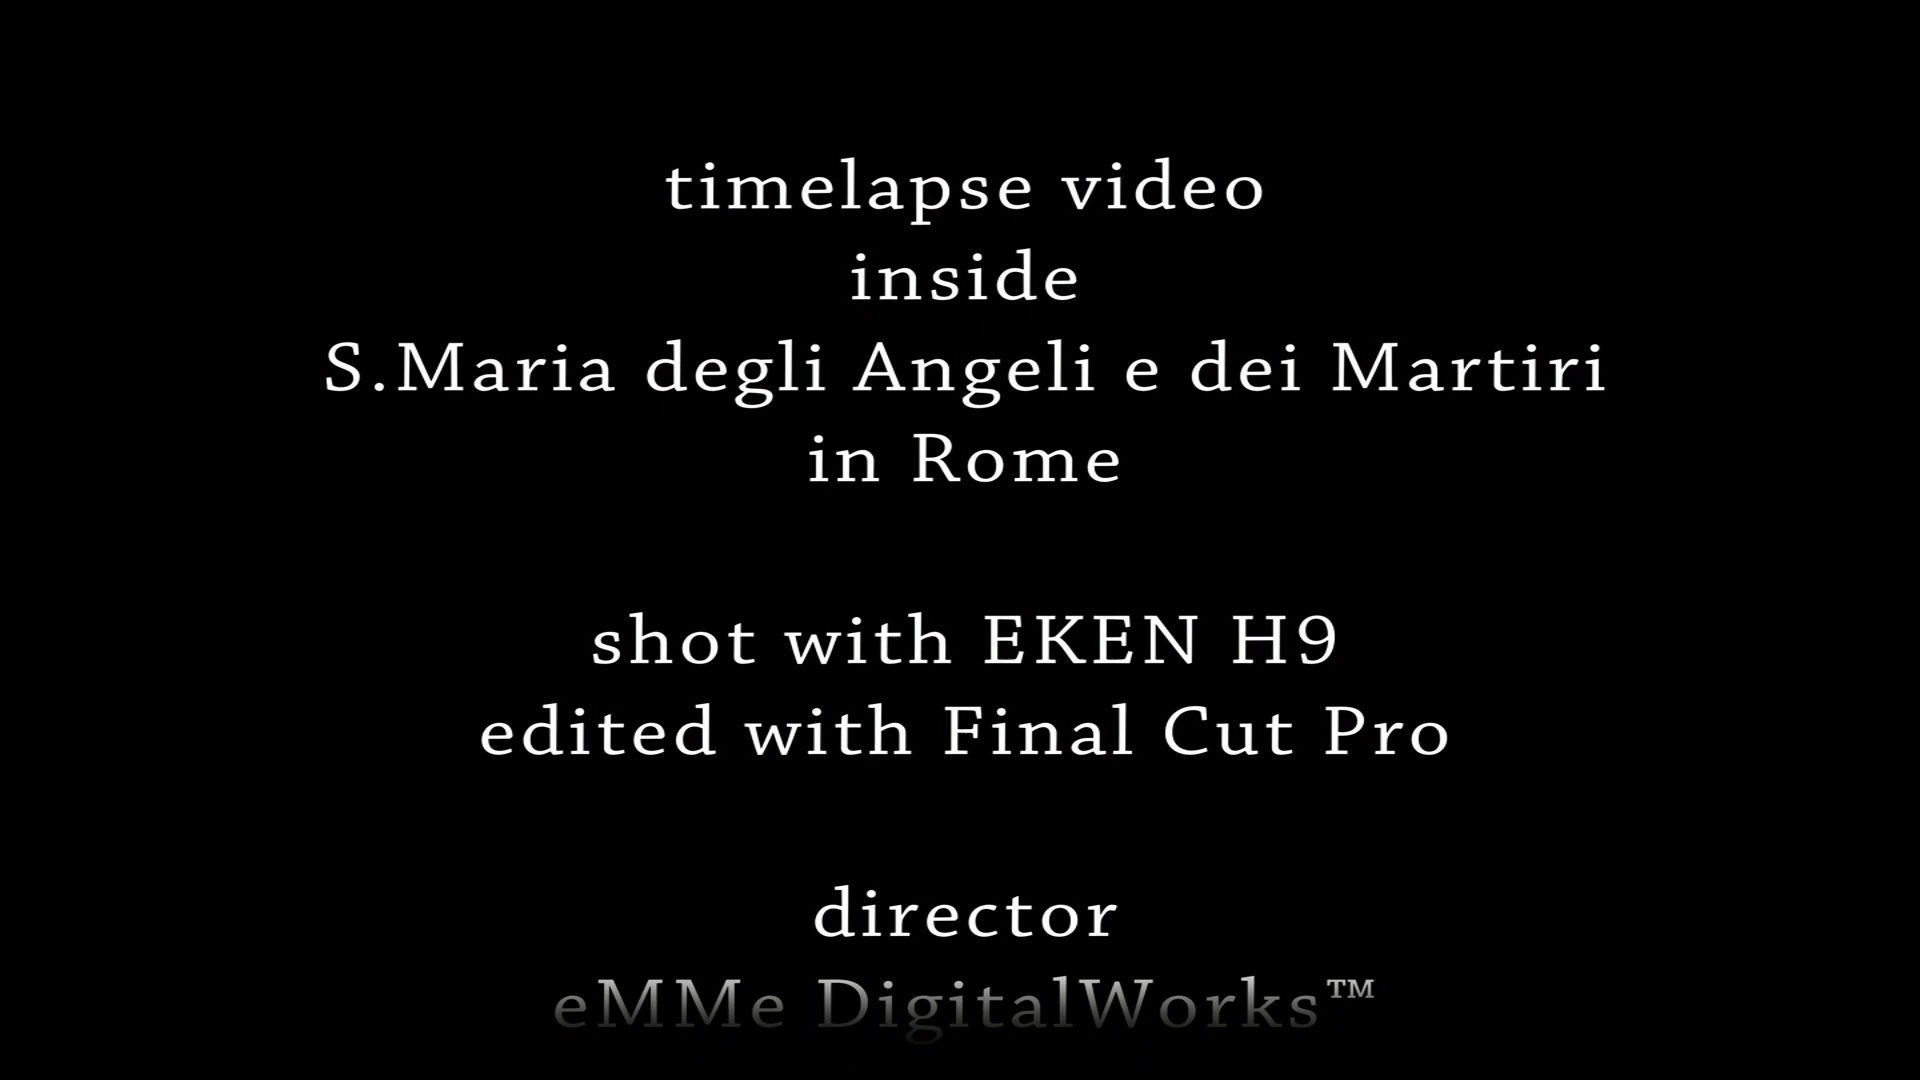 timelapse video
inside
S.Maria degli Angeli e dei Martiri
in Rome
shot with EKEN H9
edited with Final Cut Pro
director
eMMe DigitalWorks™